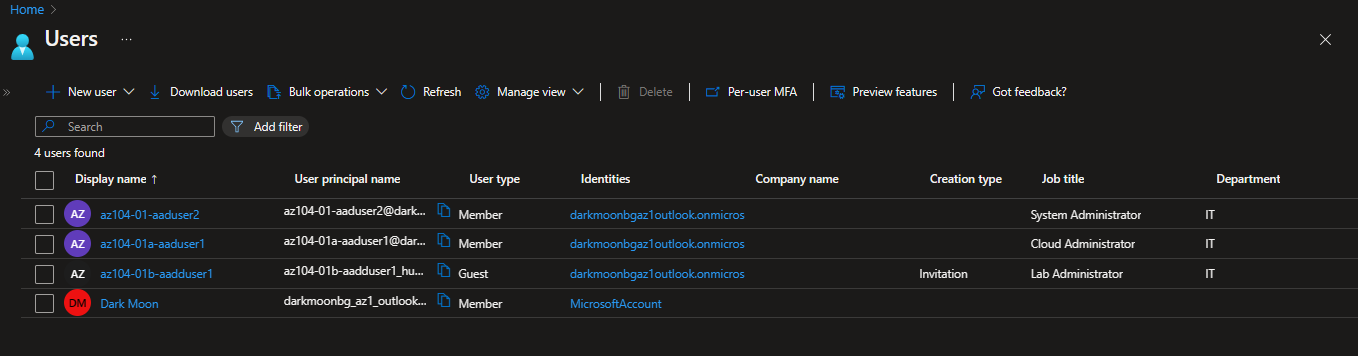 Home >
Users ...
New user Download users Bulk operations Refresh Manage view Delete Per-user MFA Preview features Got feedback?
Search Add filter
4 users found
Display name ↑ User principal name User type Identities Company name Creation type Job title Department
AZ az104-01-aaduser2 az104-01-aaduser2@dark... Member darkmoonbgaz1outlook.onmicros System Administrator IT
AZ az104-01a-aaduser1 az104-01a-aaduser1@dar... Member darkmoonbgaz1outlook.onmicros Cloud Administrator IT
AZ az104-01b-aadduser1 az104-01b-aadduser1_hu... Guest darkmoonbgaz1outlook.onmicros Invitation Lab Administrator IT
DM Dark Moon darkmoonbg_az1_outlook... Member MicrosoftAccount